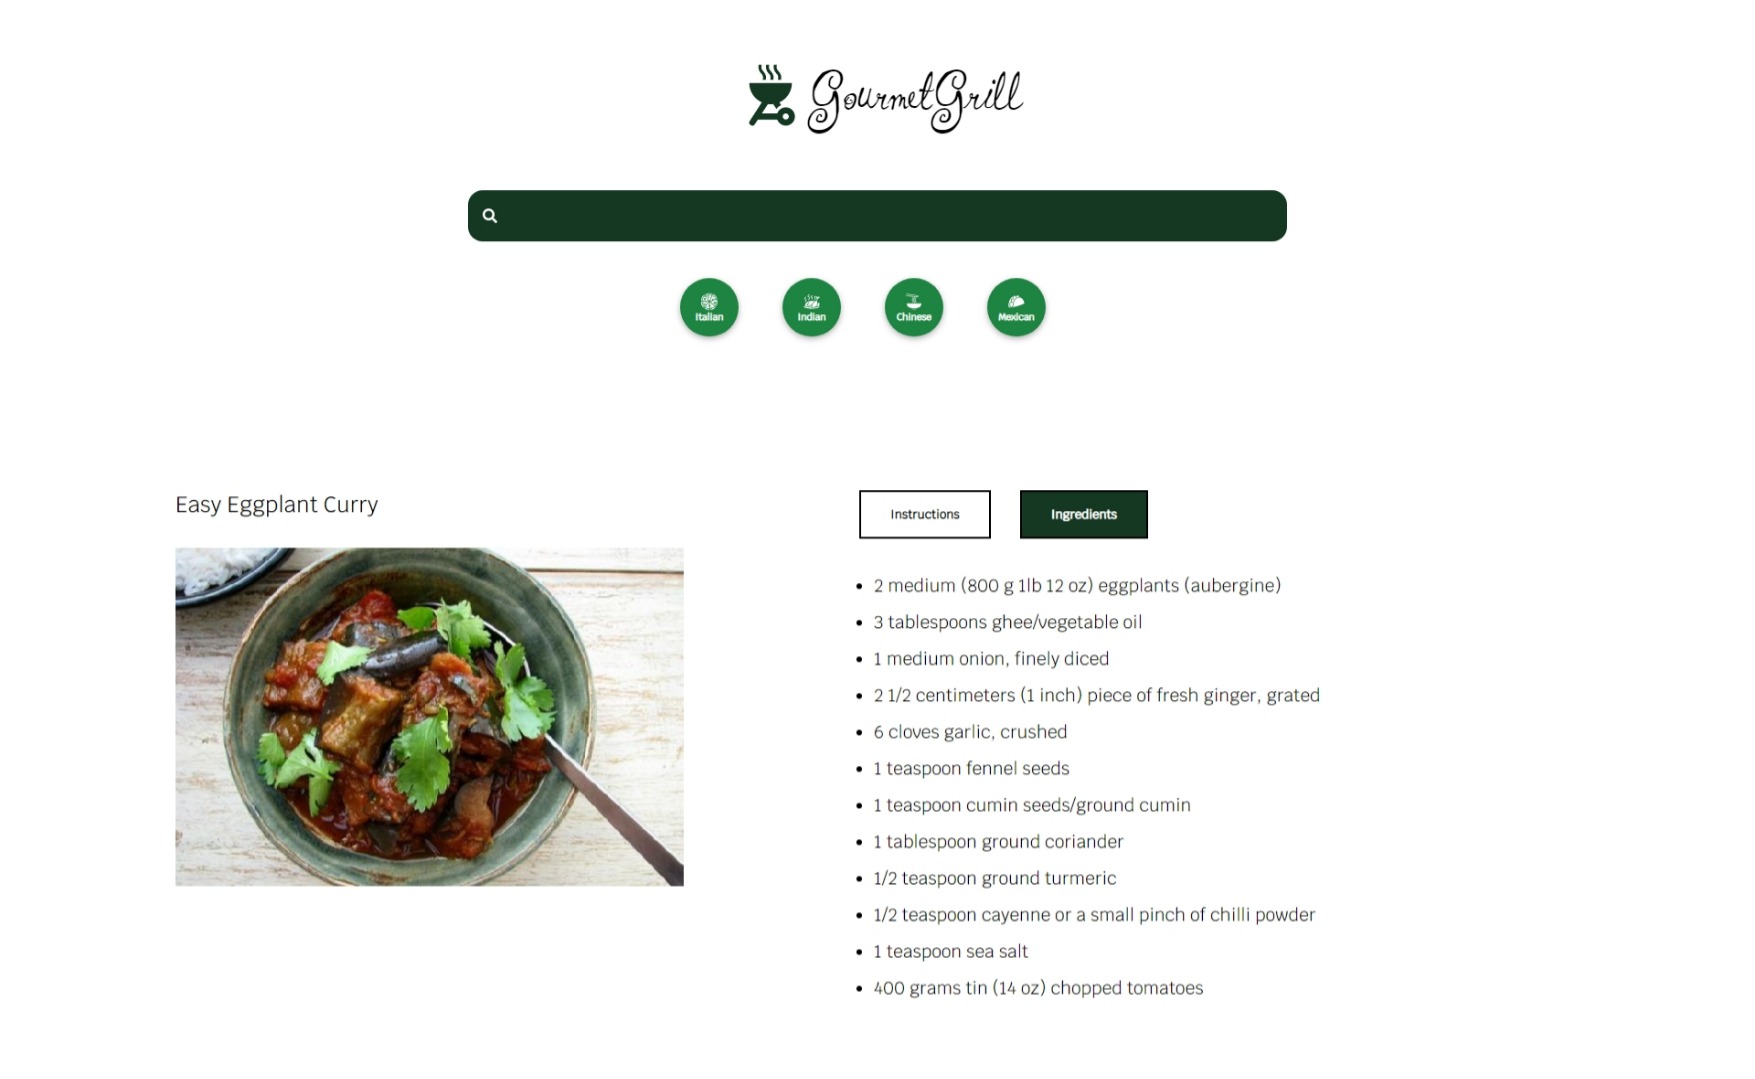 GourmetGrill
Italian
Indian
Chinese
Mexican
Easy Eggplant Curry
Instructions
Ingredients
2 medium (800 g 1lb 12 oz) eggplants (aubergine)
3 tablespoons ghee/vegetable oil
1 medium onion, finely diced
2 1/2 centimeters (1 inch) piece of fresh ginger, grated
6 cloves garlic, crushed
1 teaspoon fennel seeds
1 teaspoon cumin seeds/ground cumin
1 tablespoon ground coriander
1/2 teaspoon ground turmeric
1/2 teaspoon cayenne or a small pinch of chilli powder
1 teaspoon sea salt
400 grams tin (14 oz) chopped tomatoes